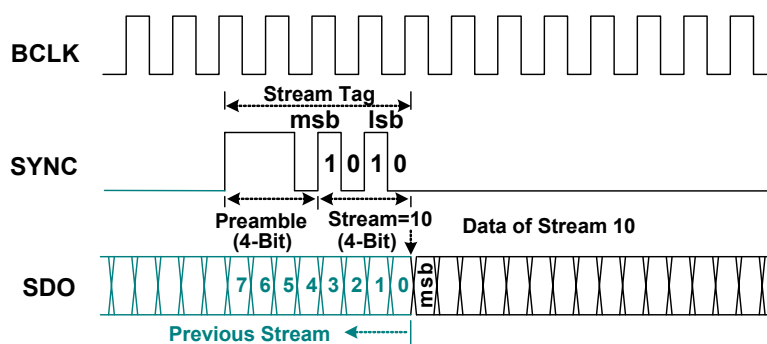 BCLK
Stream Tag
msb lsb
SYNC
1 0 1 0
Preamble (4-Bit)
Stream=10 (4-Bit)
Data of Stream 10
SDO
7 6 5 4 3 2 1 0 msb
Previous Stream